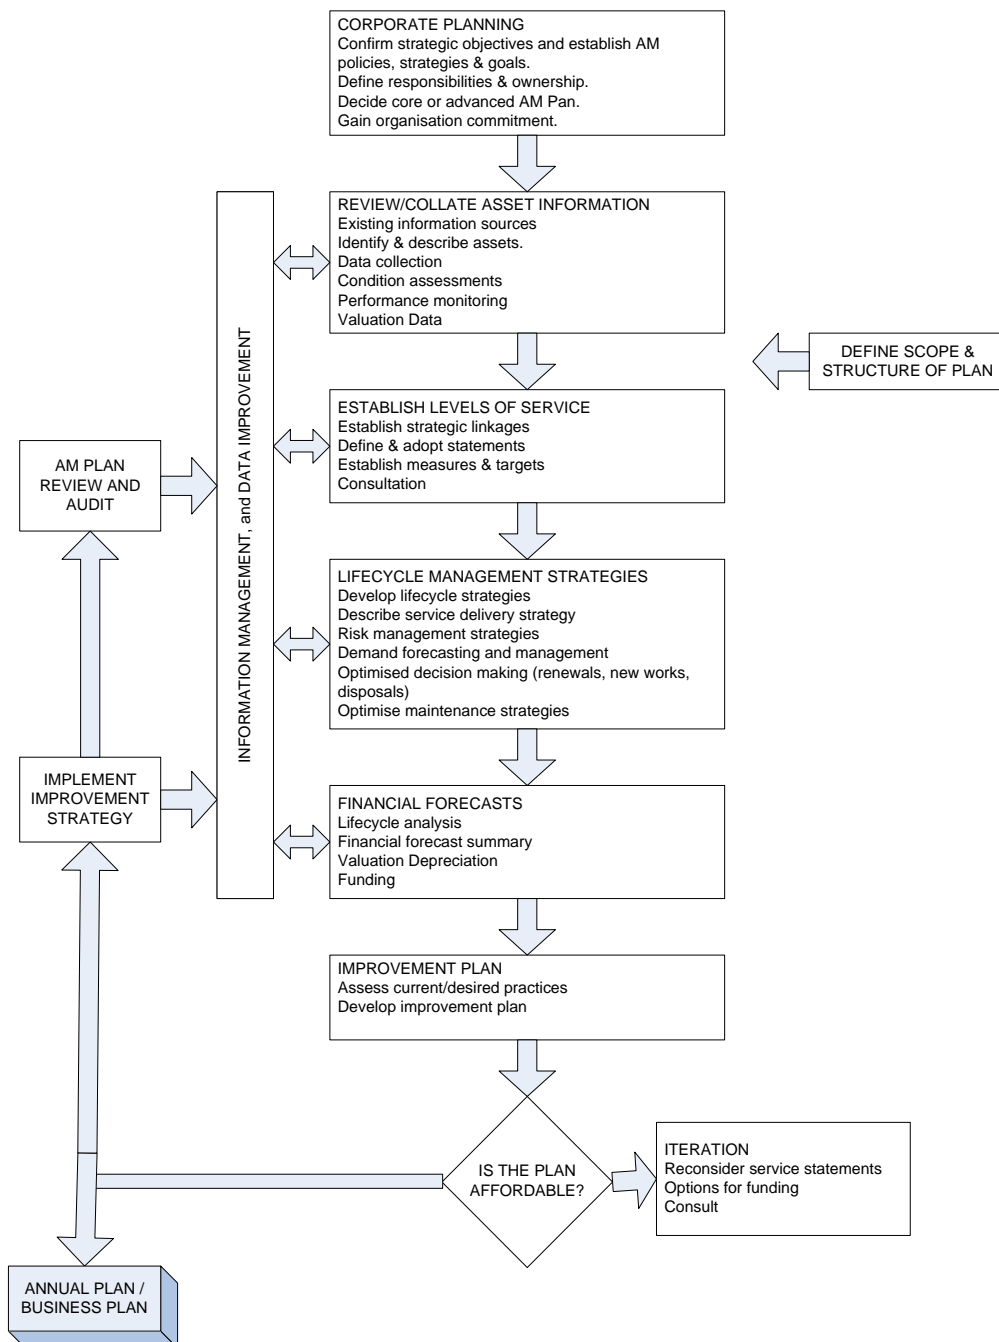 CORPORATE PLANNING
Confirm strategic objectives and establish AM
policies, strategies & goals.
Define responsibilities & ownership.
Decide core or advanced AM Pan.
Gain organisation commitment.
REVIEW/COLLATE ASSET INFORMATION
Existing information sources
Identify & describe assets.
Data collection
Condition assessments
Performance monitoring
Valuation Data
INFORMATION MANAGEMENT, and DATA IMPROVEMENT
DEFINE SCOPE &
STRUCTURE OF PLAN
ESTABLISH LEVELS OF SERVICE
Establish strategic linkages
Define & adopt statements
Establish measures & targets
Consultation
AM PLAN
REVIEW AND
AUDIT
LIFECYCLE MANAGEMENT STRATEGIES
Develop lifecycle strategies
Describe service delivery strategy
Risk management strategies
Demand forecasting and management
Optimised decision making (renewals, new works,
disposals)
Optimise maintenance strategies
IMPLEMENT
IMPROVEMENT
STRATEGY
FINANCIAL FORECASTS
Lifecycle analysis
Financial forecast summary
Valuation Depreciation
Funding
IMPROVEMENT PLAN
Assess current/desired practices
Develop improvement plan
IS THE PLAN
AFFORDABLE?
ITERATION
Reconsider service statements
Options for funding
Consult
ANNUAL PLAN /
BUSINESS PLAN